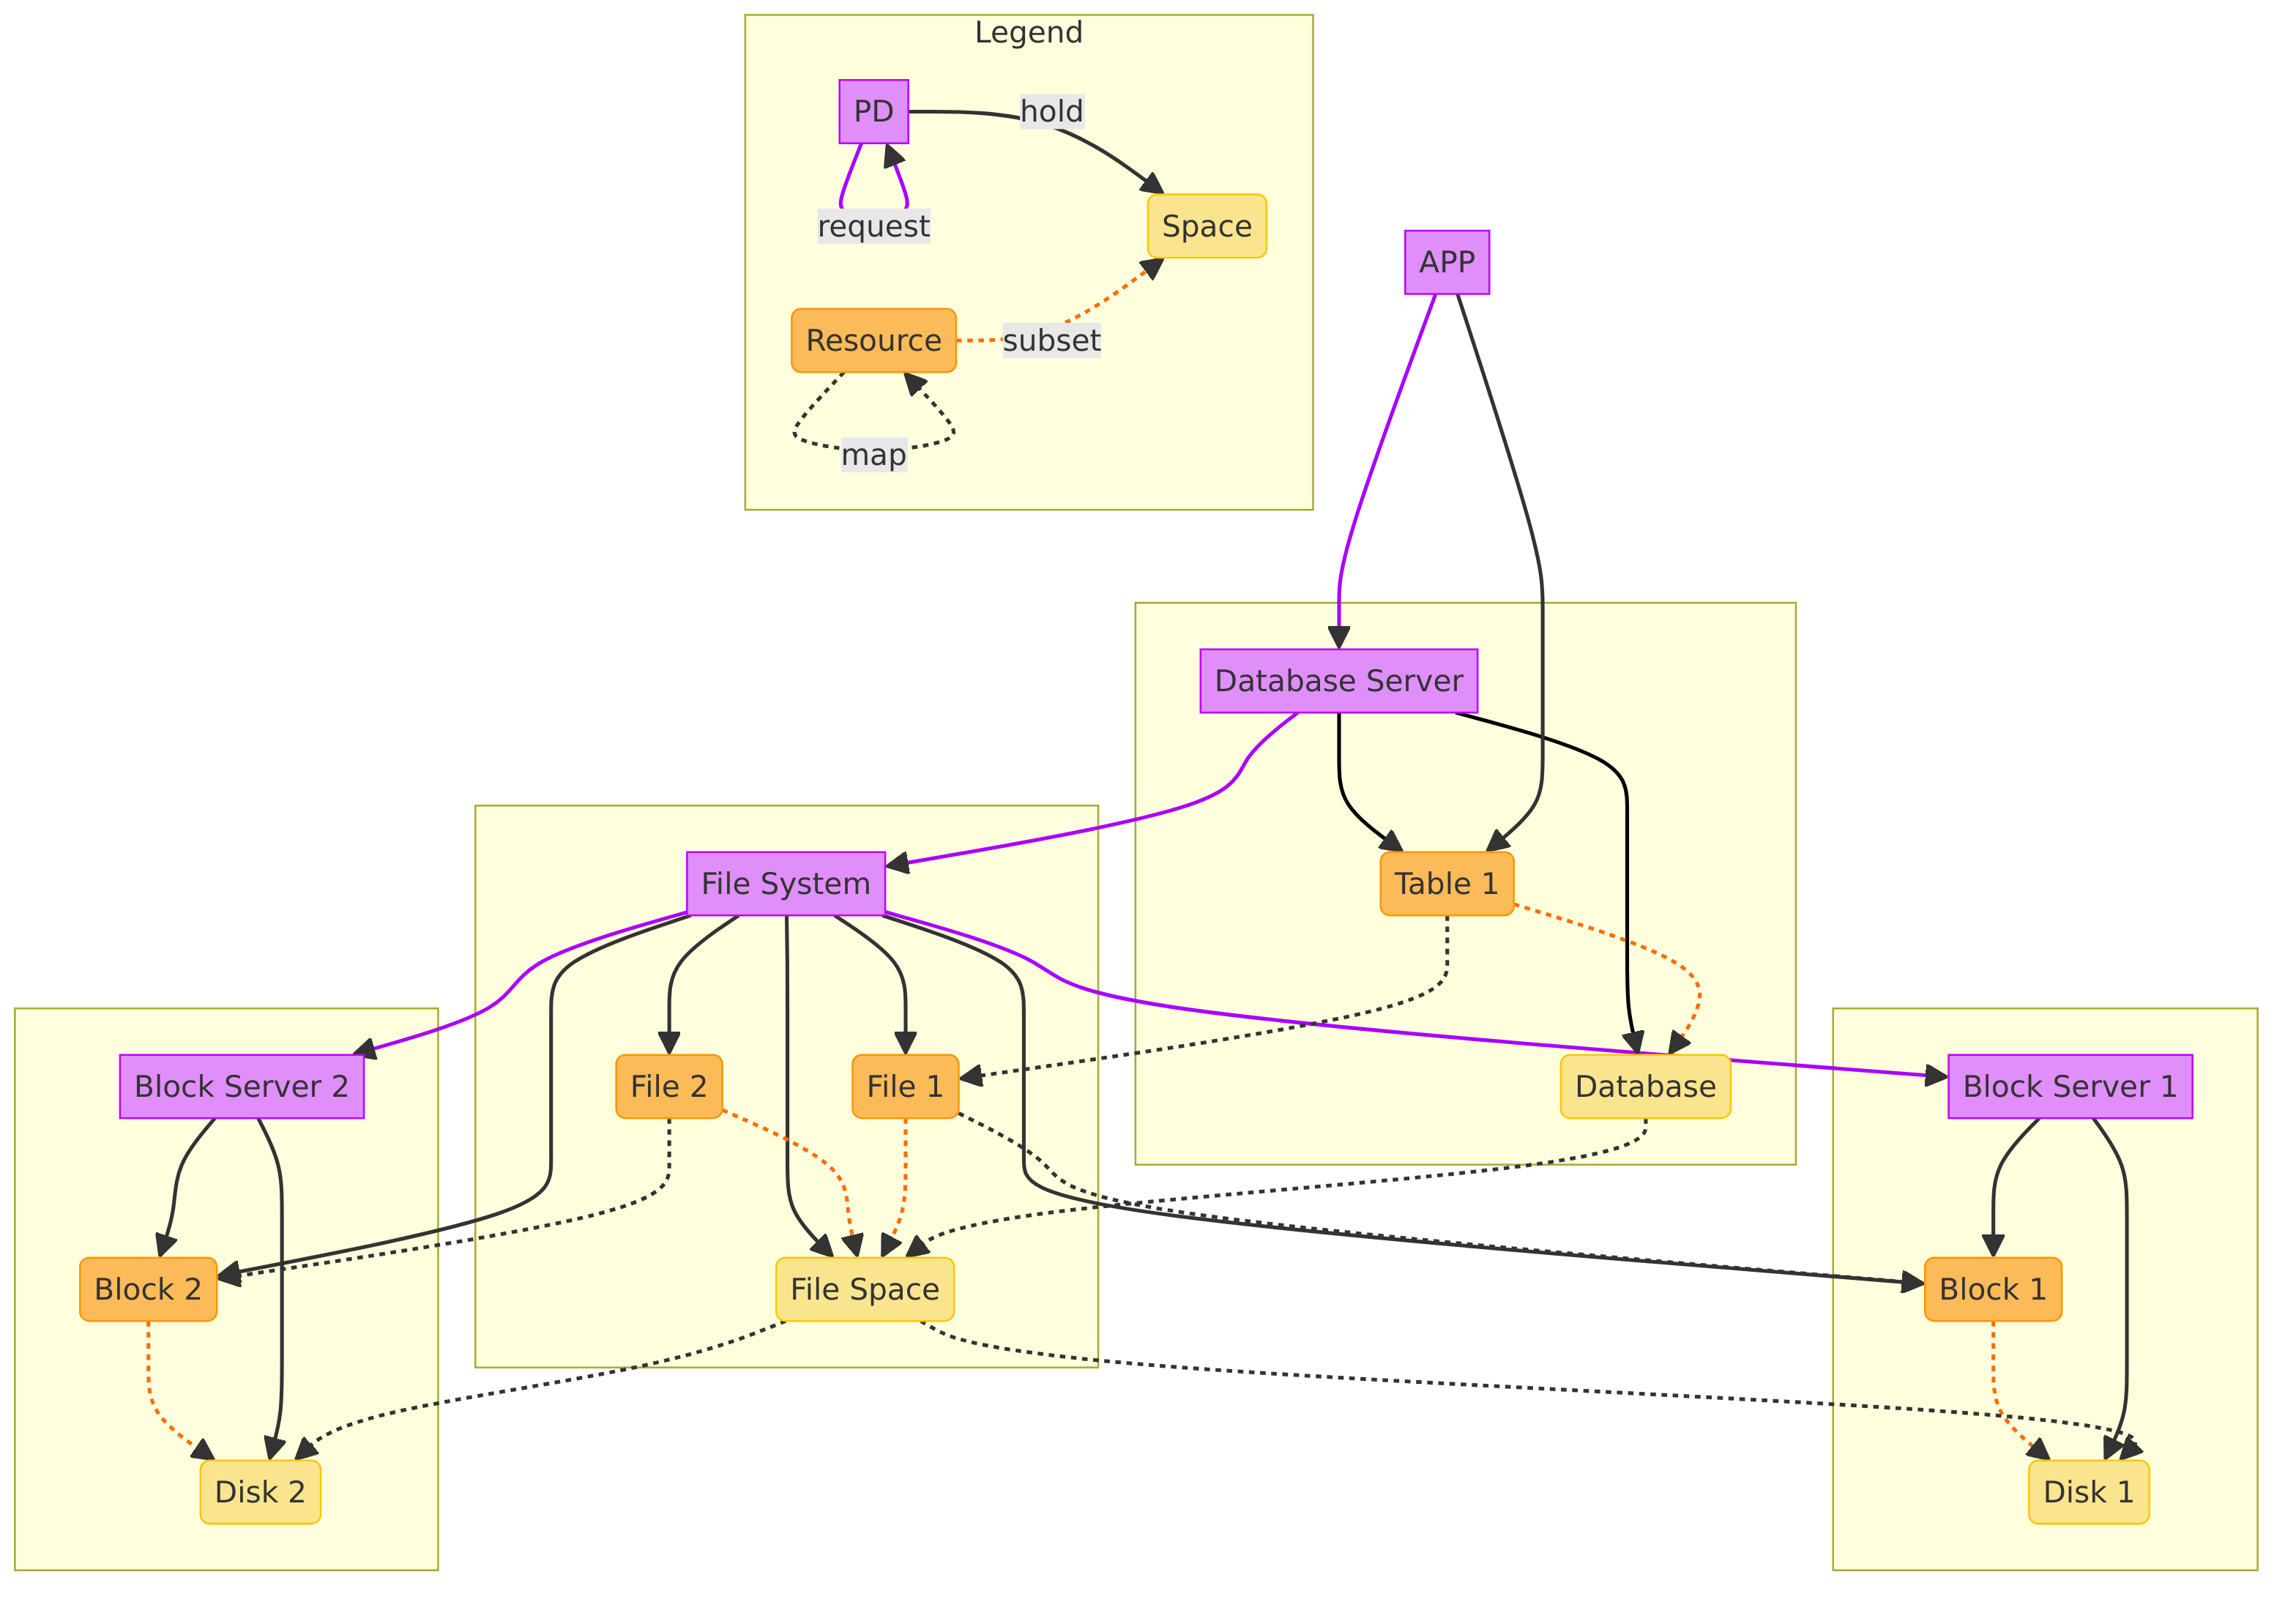 Legend
PD
hold
request
Space
Resource
subset
map
APP
Database Server
File System
Table 1
Block Server 2
File 2
File 1
Database
Block Server 1
Block 2
File Space
Block 1
Disk 2
Disk 1